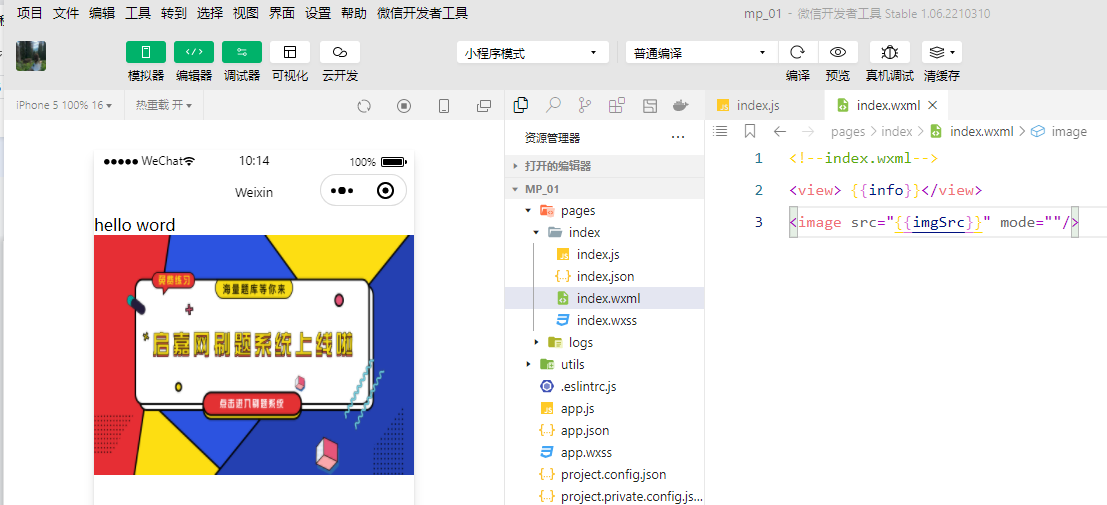 项目 文件 编辑 工具 转到 选择 视图 界面 设置 帮助 微信开发者工具
mp_01 - 微信开发者工具 Stable 1.06.2210310
小程序模式
普通编译
模拟器 编辑器 调试器 可视化 云开发
编译 预览 真机调试 清缓存
iPhone 5 100% 16
热重载 开
WeChat
10:14
100%
Weixin
hello word
海量题库等你来
启嘉网刷题系统上线啦
点击进入刷题系统
资源管理器
打开的编辑器
MP_01
pages
index
index.js
index.json
index.wxml
index.wxss
logs
utils
.eslintrc.js
app.js
app.json
app.wxss
project.config.json
project.private.config.js...
index.js
index.wxml
pages > index > index.wxml > image
1 <!--index.wxml-->
2 <view> {{info}}</view>
3 <image src="{{imgSrc}}" mode=""/>